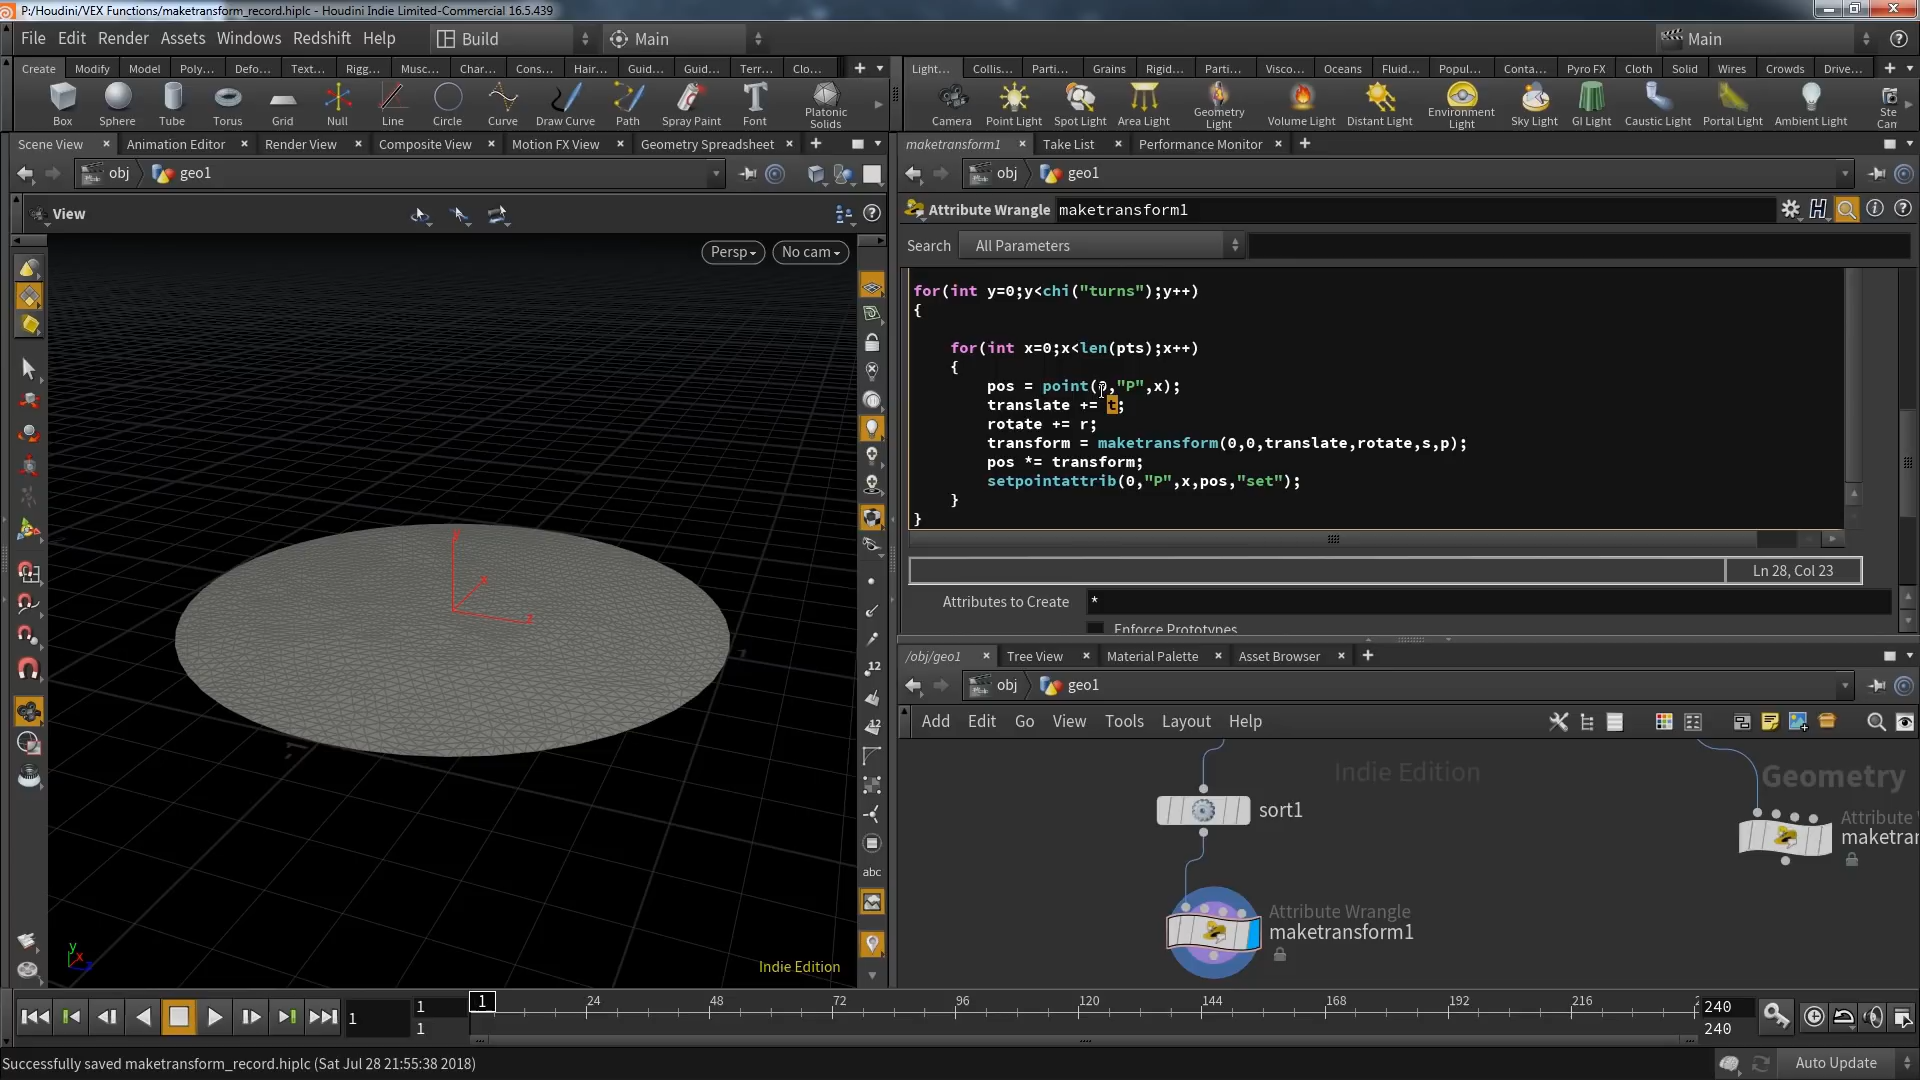 P:/Houdini/VEX Functions/maketransform_record.hiplc - Houdini Indie Limited-Commercial 16.5.439
File Edit Render Assets Windows Redshift Help Build Main Main
Create Modify Model Poly... Defo... Text... Rigg... Musc... Char... Cons... Hair... Guid... Guid... Terr... Clo...
Light... Collis... Parti... Grains Rigid... Parti... Visco... Oceans Fluid... Popul... Conta... Pyro FX Cloth Solid Wires Crowds Drive...
Box Sphere Tube Torus Grid Null Line Circle Curve Draw Curve Path Spray Paint Font Platonic Solids
Camera Point Light Spot Light Area Light Geometry Light Volume Light Distant Light Environment Light Sky Light GI Light Caustic Light Portal Light Ambient Light Ste Cam
Scene View Animation Editor Render View Composite View Motion FX View Geometry Spreadsheet
maketransform1 Take List Performance Monitor
obj geo1
obj geo1
View
Attribute Wrangle maketransform1
Search All Parameters
Persp No cam
for(int y=0;y<chi("turns");y++)
{
for(int x=0;x<len(pts);x++)
{
pos = point(0,"P",x);
translate += t;
rotate += r;
transform = maketransform(0,0,translate,rotate,s,p);
pos *= transform;
setpointattrib(0,"P",x,pos,"set");
}
}
Ln 28, Col 23
Attributes to Create *
Enforce Prototypes
/obj/geo1 Tree View Material Palette Asset Browser
obj geo1
Add Edit Go View Tools Layout Help
Indie Edition
Geometry
sort1
Attribute
maketran
Attribute Wrangle
maketransform1
12
12
abc
y
x
z
Indie Edition
1 1 1 1 24 48 72 96 120 144 168 192 216 2 240 240
Successfully saved maketransform_record.hiplc (Sat Jul 28 21:55:38 2018)
Auto Update